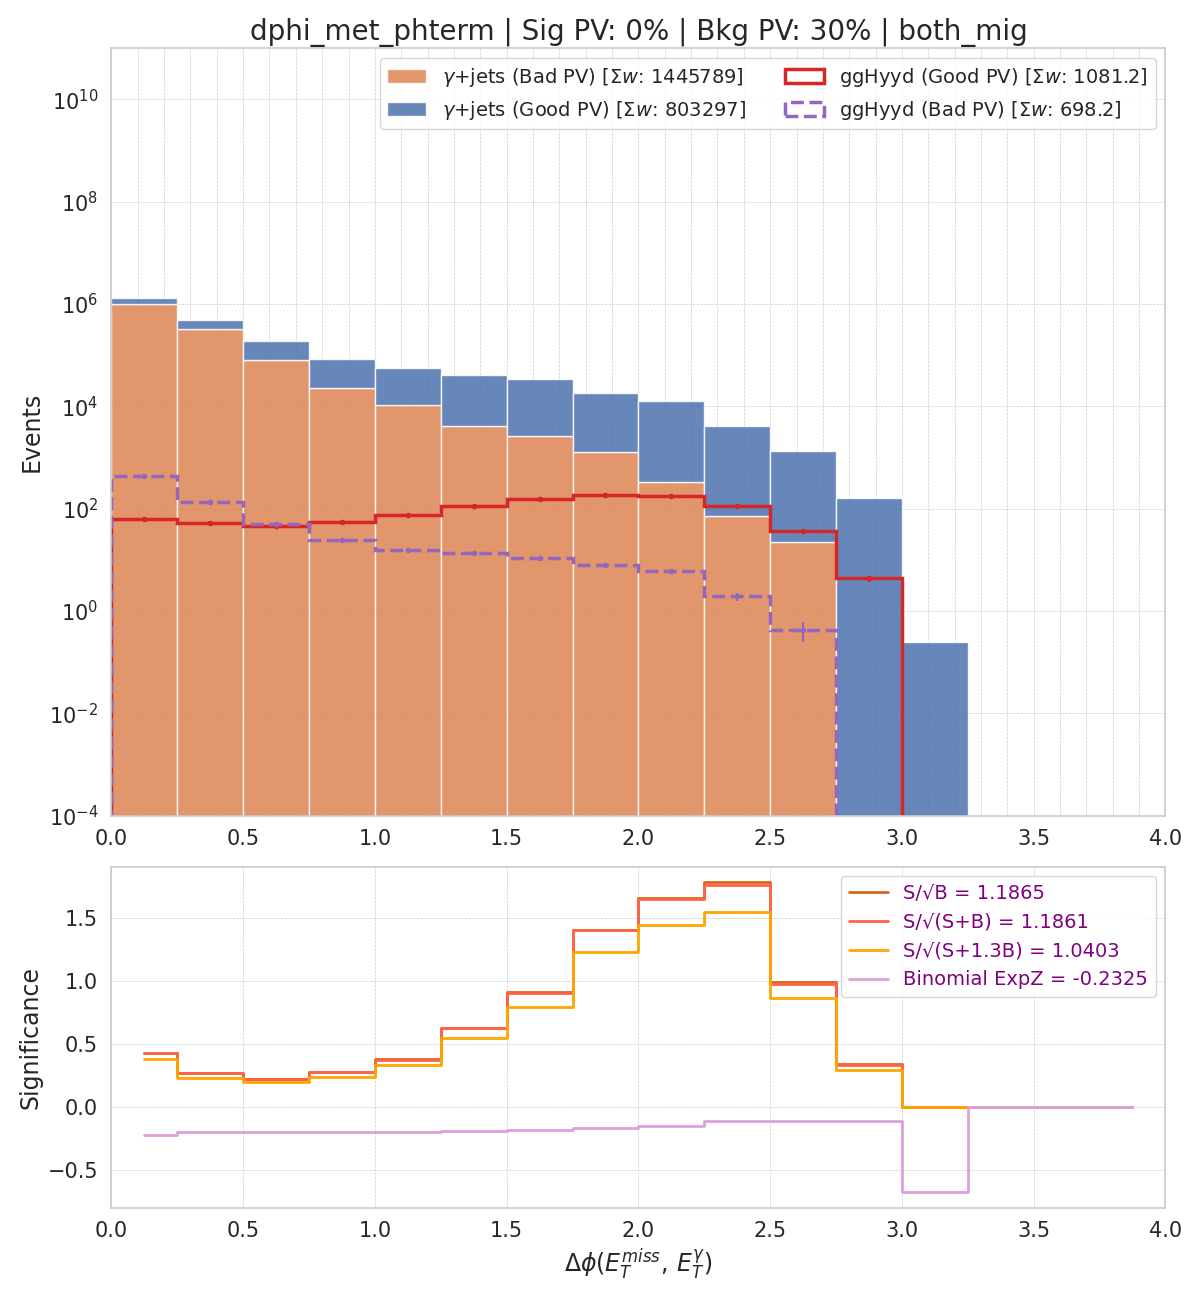 dphi_met_phterm | Sig PV: 0% | Bkg PV: 30% | both_mig
γ+jets (Bad PV) [Σw: 1445789]
γ+jets (Good PV) [Σw: 803297]
ggHyyd (Good PV) [Σw: 1081.2]
ggHyyd (Bad PV) [Σw: 698.2]
Events
10^10
10^8
10^6
10^4
10^2
10^0
10^−2
10^−4
0.0 0.5 1.0 1.5 2.0 2.5 3.0 3.5 4.0
Significance
1.5
1.0
0.5
0.0
−0.5
S/√B = 1.1865
S/√(S+B) = 1.1861
S/√(S+1.3B) = 1.0403
Binomial ExpZ = -0.2325
0.0 0.5 1.0 1.5 2.0 2.5 3.0 3.5 4.0
Δϕ(E_T^miss, E_T^γ)